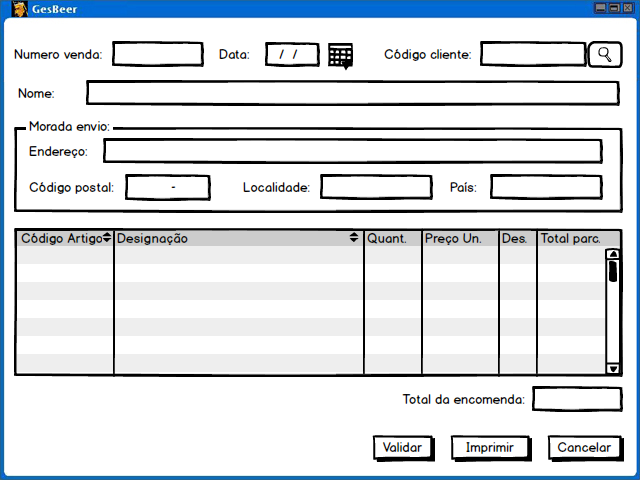 GesBeer
Numero venda: Data: / / Código cliente:
Nome:
Morada envio:
Endereço:
Código postal: - Localidade: País:
Código Artigo Designação Quant. Preço Un. Des. Total parc.
Total da encomenda:
Validar Imprimir Cancelar